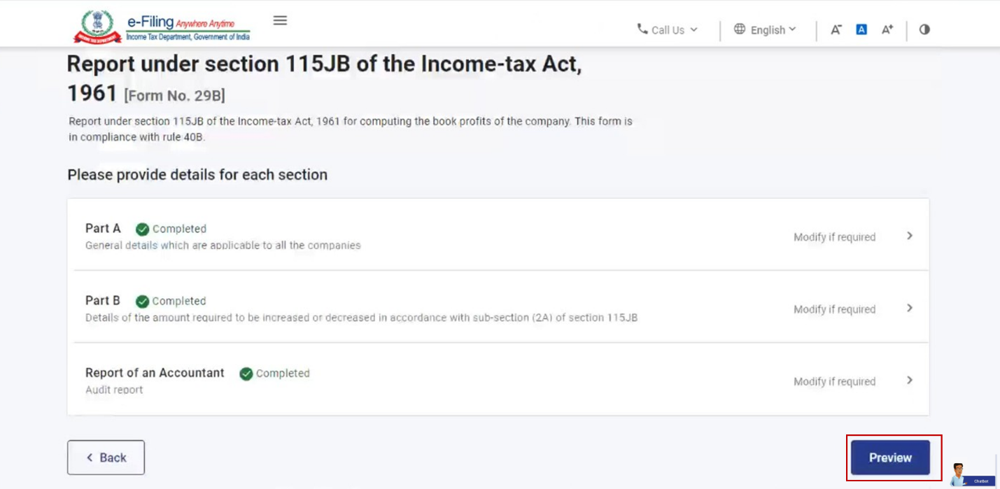 e-Filing Anywhere Anytime
Income Tax Department, Government of India
Call Us
English
A- A A+
Report under section 115JB of the Income-tax Act,
1961 [Form No. 29B]
Report under section 115JB of the Income-tax Act, 1961 for computing the book profits of the company. This form is
in compliance with rule 40B.
Please provide details for each section
Part A Completed
General details which are applicable to all the companies
Modify if required
Part B Completed
Details of the amount required to be increased or decreased in accordance with sub-section (2A) of section 115JB
Modify if required
Report of an Accountant Completed
Audit report
Modify if required
< Back
Preview
Chatbot